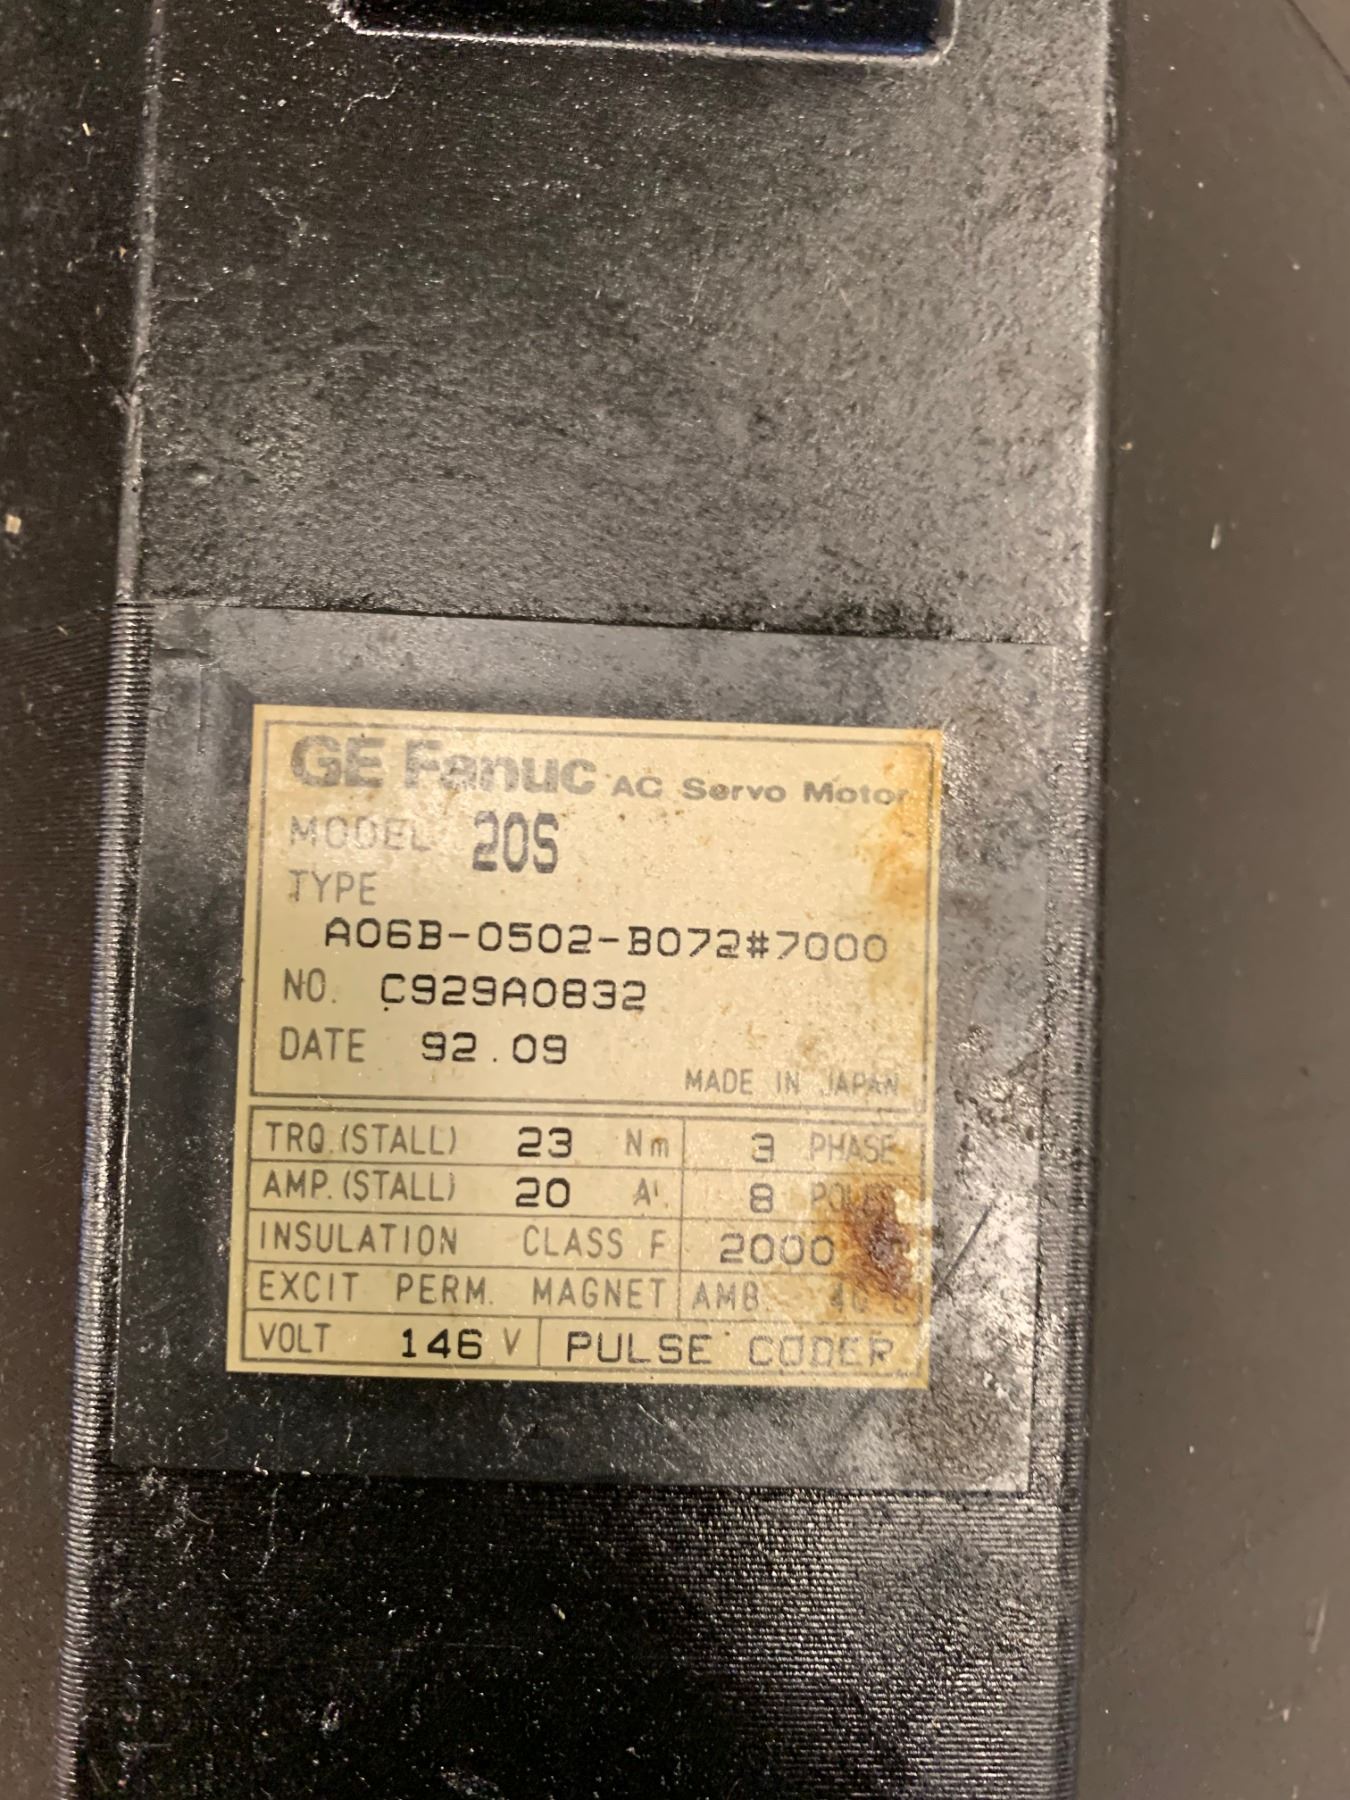 GE Fanuc AC Servo Motor
MODEL 20S
TYPE
A06B-0502-B072#7000
NO. C929A0832
DATE 92.09
MADE IN JAPAN
TRQ.(STALL) 23 Nm 3 PHASE
AMP.(STALL) 20 A 8 POLES
INSULATION CLASS F 2000
EXCIT PERM. MAGNET AMB. 40
VOLT 146 V PULSE CODER